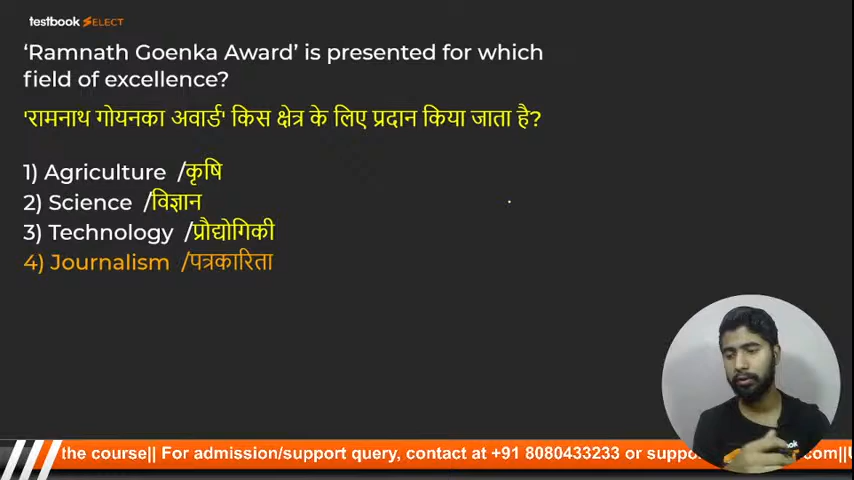 testbook SELECT
‘Ramnath Goenka Award’ is presented for which
field of excellence?
'रामनाथ गोयनका अवार्ड' किस क्षेत्र के लिए प्रदान किया जाता है?
1) Agriculture /कृषि
2) Science /विज्ञान
3) Technology /प्रौद्योगिकी
4) Journalism /पत्रकारिता
the course|| For admission/support query, contact at +91 8080433233 or